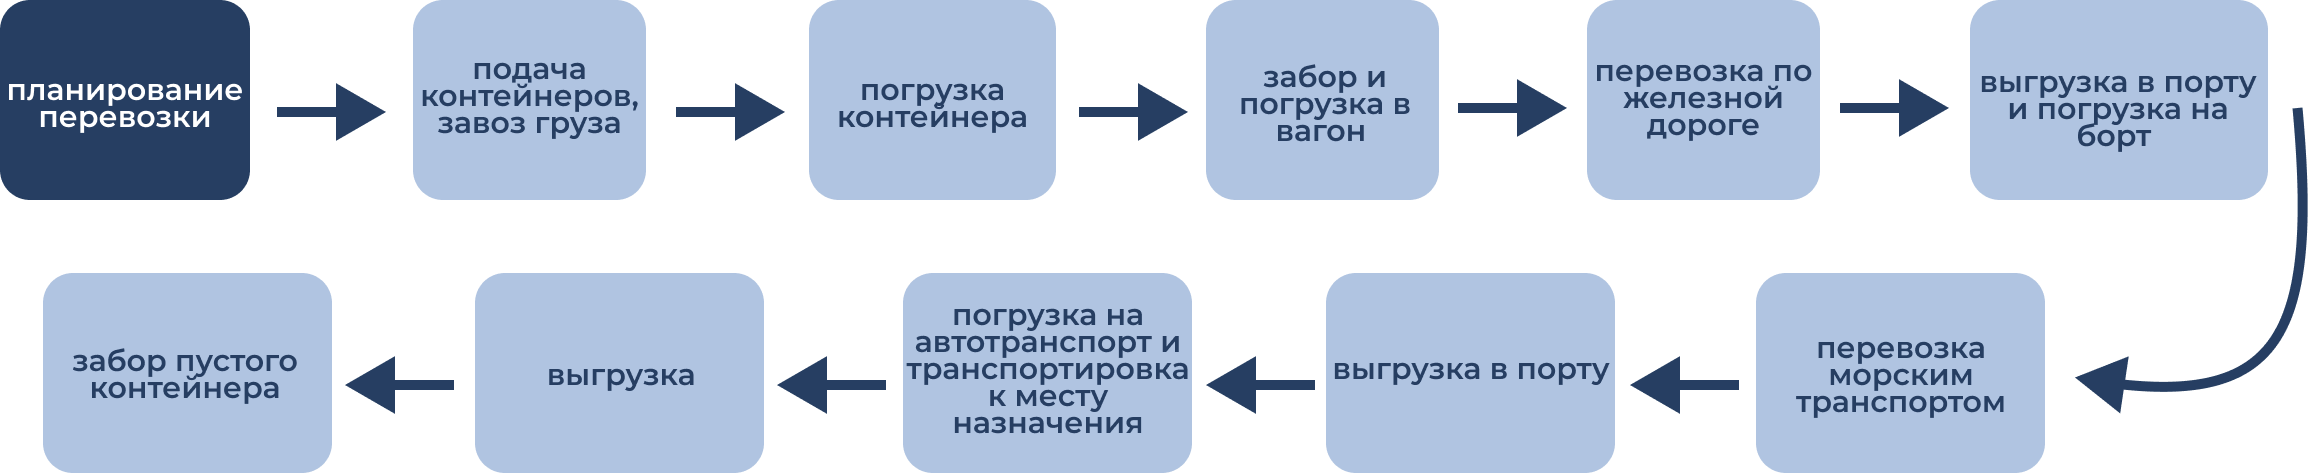 планирование
перевозки
подача
контейнеров,
завоз груза
погрузка
контейнера
забор и
погрузка в
вагон
перевозка по
железной
дороге
выгрузка в порту
и погрузка на
борт
перевозка
морским
транспортом
выгрузка в порту
погрузка на
автотранспорт и
транспортировка
к месту
назначения
выгрузка
забор пустого
контейнера